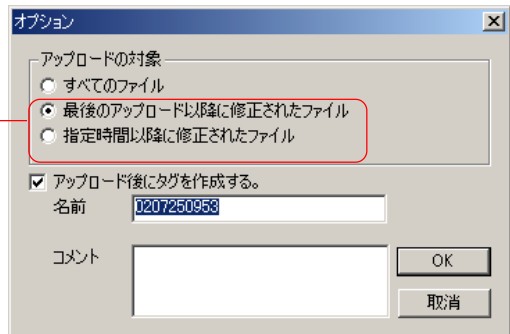 オプション
アップロードの対象
すべてのファイル
最後のアップロード以降に修正されたファイル
指定時間以降に修正されたファイル
アップロード後にタグを作成する。
名前 0207250953
コメント
OK
取消